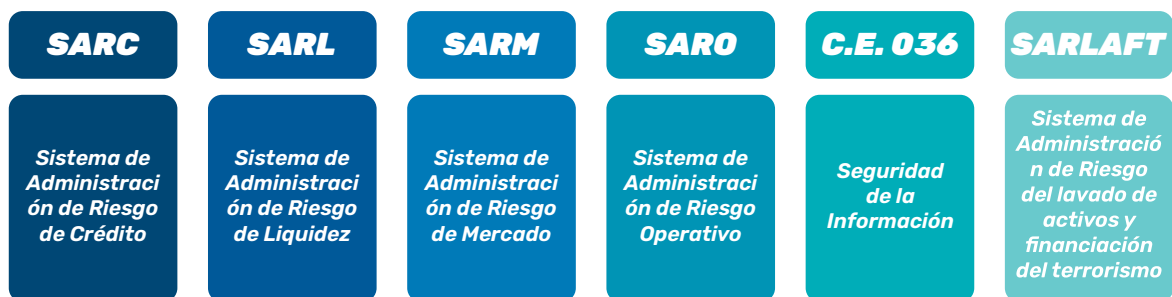 SARC
SARL
SARM
SARO
C.E. 036
SARLAFT
Sistema de
Administraci
ón de Riesgo
de Crédito
Sistema de
Administraci
ón de Riesgo
de Liquidez
Sistema de
Administraci
ón de Riesgo
de Mercado
Sistema de
Administraci
ón de Riesgo
Operativo
Seguridad
de la
Información
Sistema de
Administració
n de Riesgo
del lavado de
activos y
financiación
del terrorismo